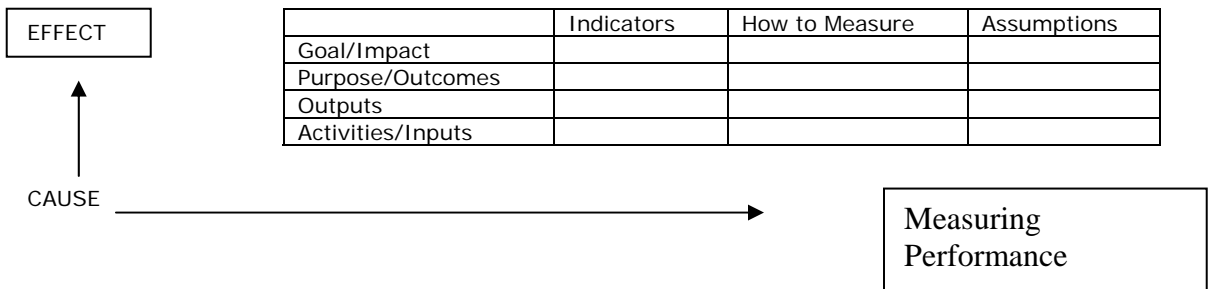 EFFECT
Indicators How to Measure Assumptions
Goal/Impact
Purpose/Outcomes
Outputs
Activities/Inputs
CAUSE
Measuring
Performance